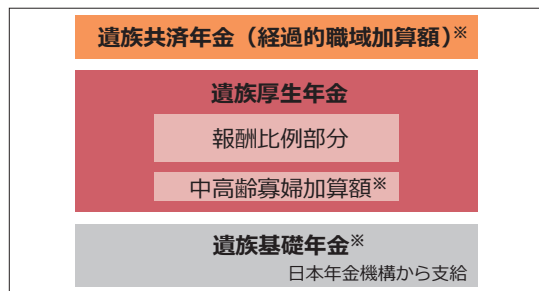 遺族共済年金（経過的職域加算額）※
遺族厚生年金
報酬比例部分
中高齢寡婦加算額※
遺族基礎年金※
日本年金機構から支給